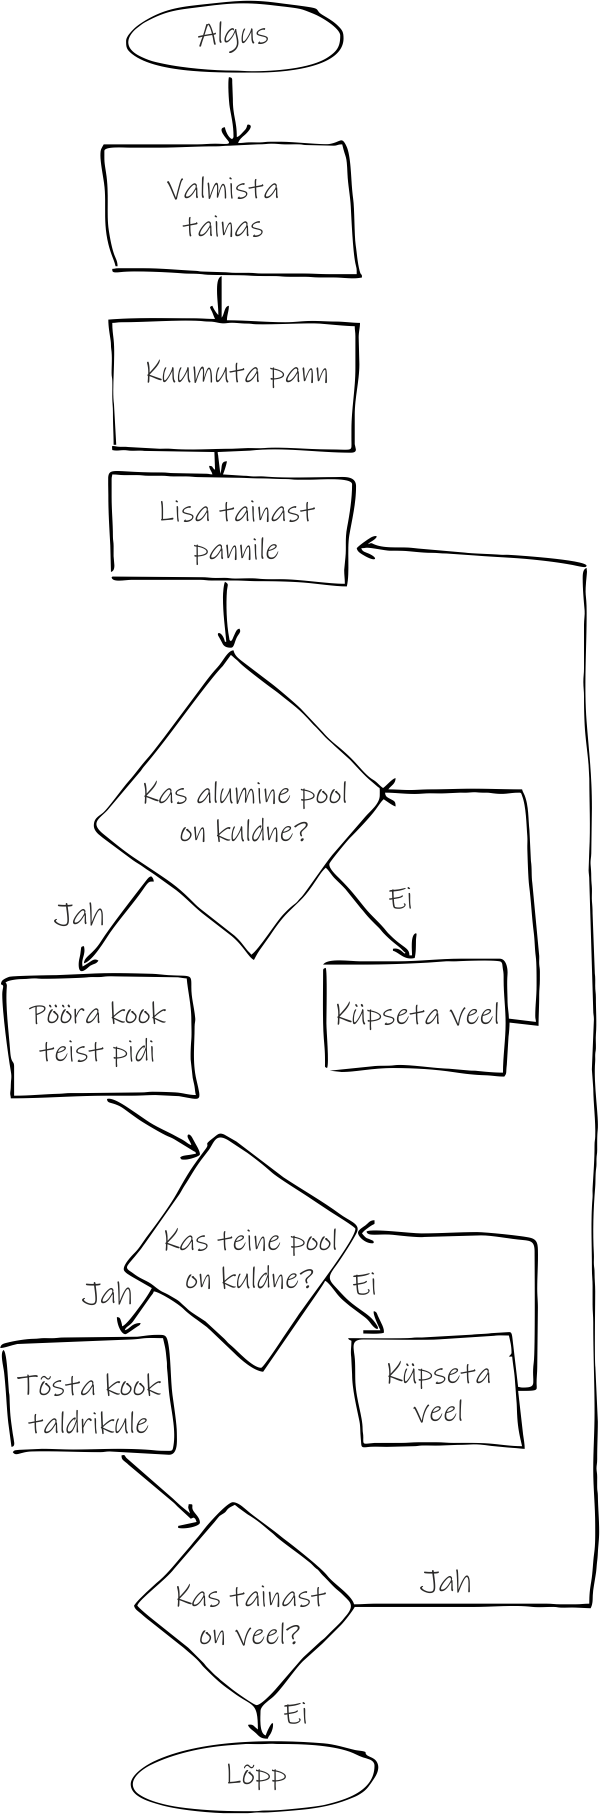 Algus
Valmista
tainas
Kuumuta pann
Lisa tainast
pannile
Kas alumine pool
on kuldne?
Jah
Ei
Pööra kook
teist pidi
Küpseta veel
Kas teine pool
on kuldne?
Jah
Ei
Tõsta kook
taldrikule
Küpseta
veel
Kas tainast
on veel?
Jah
Ei
Lõpp